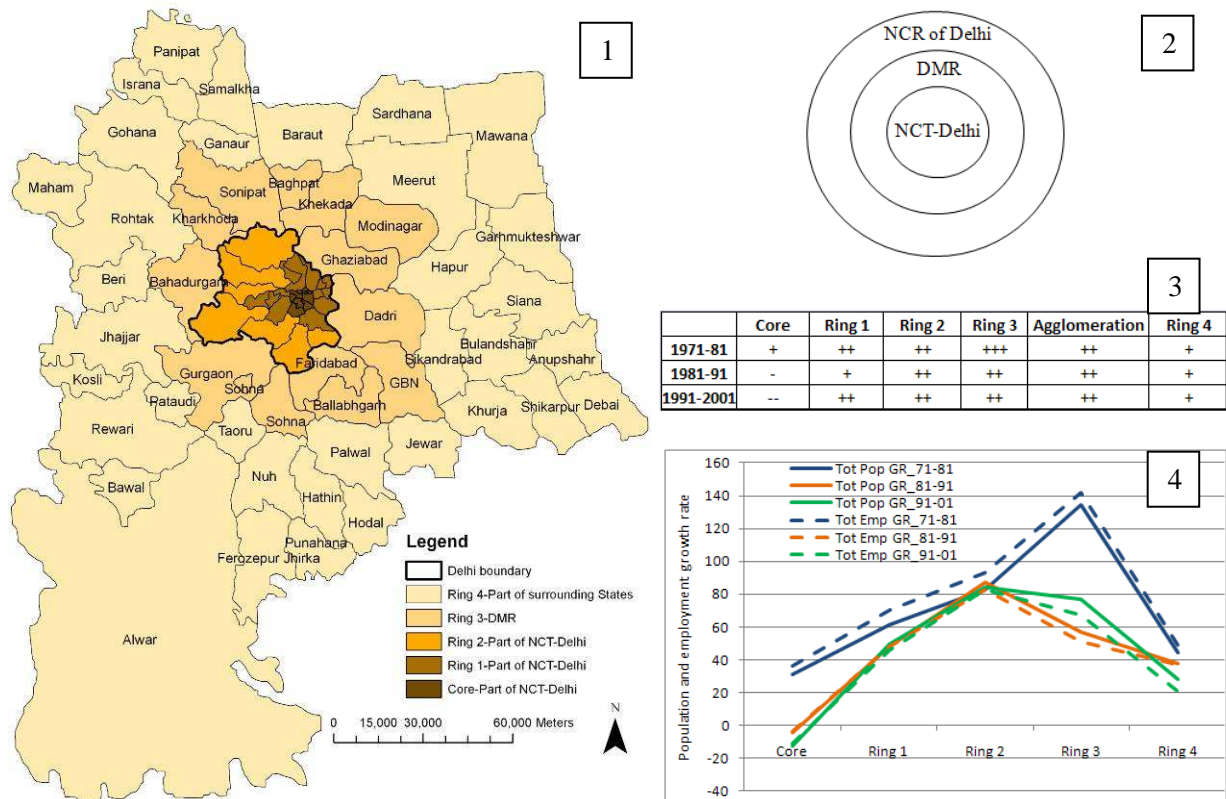 1
Panipat
Israna
Samalkha
Gohana
Ganaur
Baraut
Sardhana
Mawana
Maham
Rohtak
Sonipat
Baghpat
Khekada
Meerut
Kharkhoda
Modinagar
Garhmukteshwar
Ghaziabad
Hapur
Beri
Bahadurgarh
Siana
Jhajjar
Dadri
Bulandshahr
Sikandrabad
Anupshahr
Kosli
Gurgaon
Faridabad
GBN
Sohna
Pataudi
Ballabhgarh
Khurja
Shikarpur
Debai
Rewari
Taoru
Sohna
Palwal
Jewar
Bawal
Nuh
Hathin
Hodal
Punahana
Ferozepur Jhirka
Alwar
Legend
Delhi boundary
Ring 4-Part of surrounding States
Ring 3-DMR
Ring 2-Part of NCT-Delhi
Ring 1-Part of NCT-Delhi
Core-Part of NCT-Delhi
0 15,000 30,000 60,000 Meters
N
2
NCR of Delhi
DMR
NCT-Delhi
3
Core Ring 1 Ring 2 Ring 3 Agglomeration Ring 4
1971-81 + ++ ++ +++ ++ +
1981-91 - + ++ ++ ++ +
1991-2001 -- ++ ++ ++ ++ +
4
Population and employment growth rate
160
140
120
100
80
60
40
20
0
-20
-40
Tot Pop GR_71-81
Tot Pop GR_81-91
Tot Pop GR_91-01
Tot Emp GR_71-81
Tot Emp GR_81-91
Tot Emp GR_91-01
Core Ring 1 Ring 2 Ring 3 Ring 4